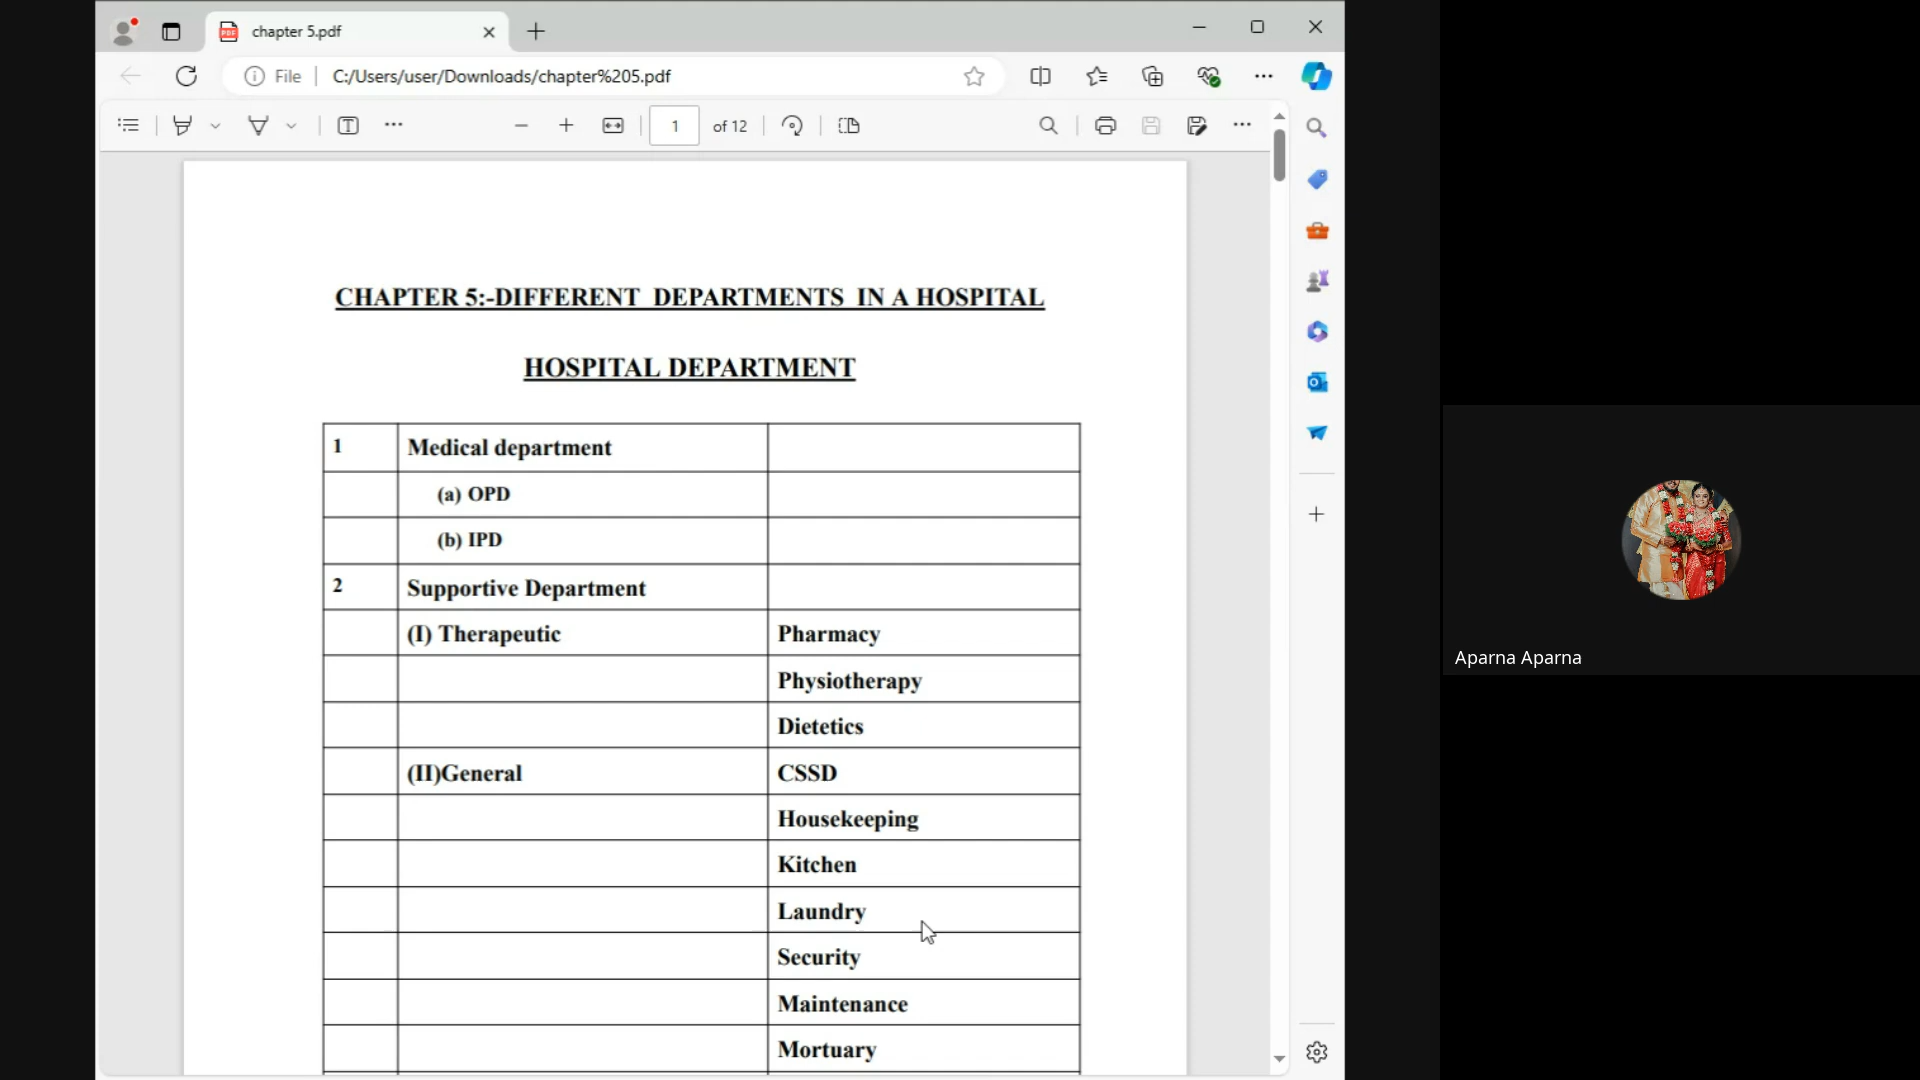 chapter 5.pdf
File
C:/Users/user/Downloads/chapter%205.pdf
1 of 12
CHAPTER 5:-DIFFERENT DEPARTMENTS IN A HOSPITAL
HOSPITAL DEPARTMENT
1 Medical department
(a) OPD
(b) IPD
2 Supportive Department
(I) Therapeutic Pharmacy
Physiotherapy
Dietetics
(II)General CSSD
Housekeeping
Kitchen
Laundry
Security
Maintenance
Mortuary
Aparna Aparna